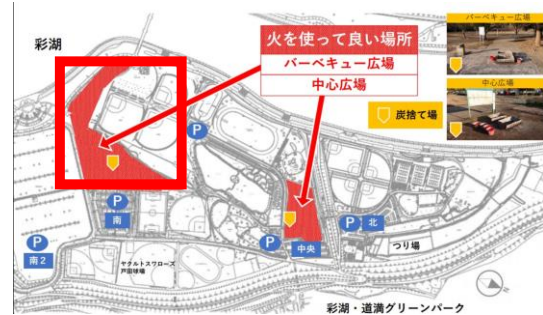 彩湖
火を使って良い場所
バーベキュー広場
中心広場
バーベキュー広場
中心広場
炭捨て場
P
P
南
P
南2
P
中央
P
北
つり場
ヤクルトスワローズ
戸田球場
彩湖・道満グリーンパーク